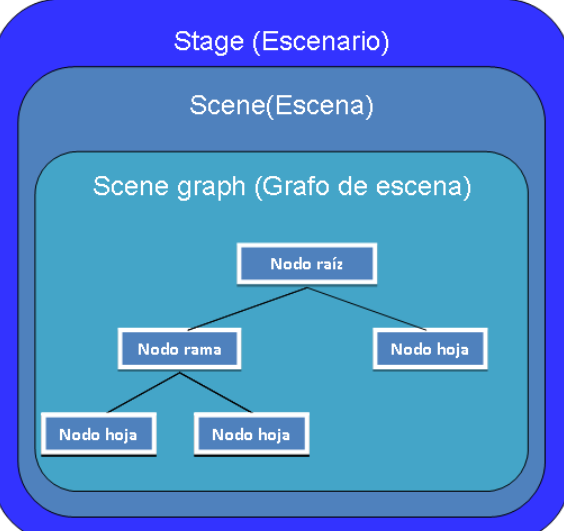 Stage (Escenario)
Scene(Escena)
Scene graph (Grafo de escena)
Nodo raíz
Nodo rama
Nodo hoja
Nodo hoja
Nodo hoja